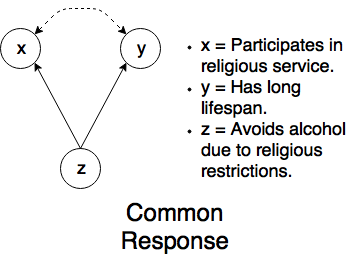 x
y
z
• x = Participates in
religious service.
• y = Has long
lifespan.
• z = Avoids alcohol
due to religious
restrictions.
Common
Response